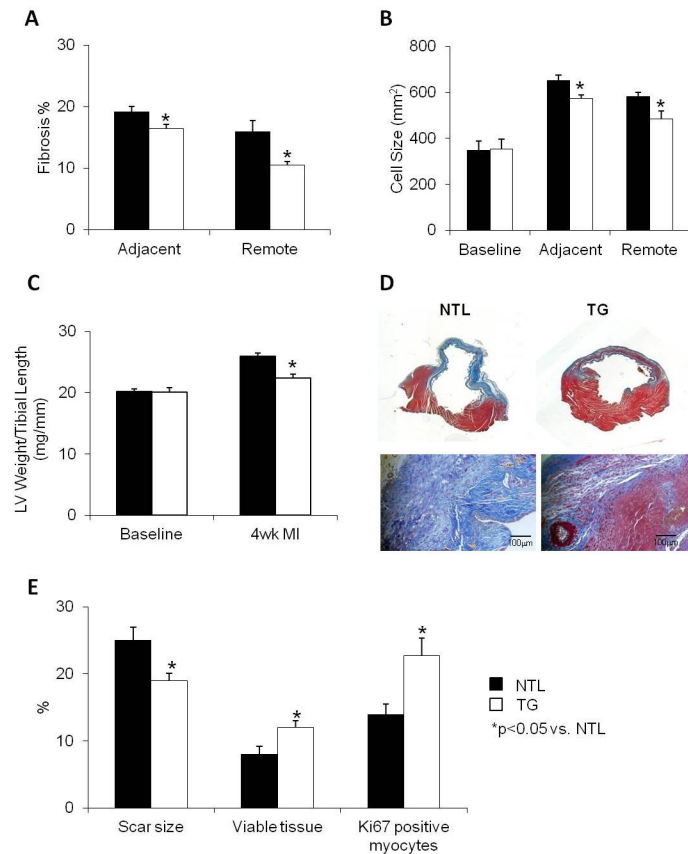 A
30
20
10
0
Fibrosis %
*
*
Adjacent
Remote
B
800
600
400
200
0
Cell Size (mm²)
*
*
Baseline
Adjacent
Remote
C
30
20
10
0
LV Weight/Tibial Length
(mg/mm)
*
Baseline
4wk MI
D
NTL
TG
100µm
100µm
E
30
20
10
0
%
*
*
*
Scar size
Viable tissue
Ki67 positive
myocytes
NTL
TG
*p<0.05 vs. NTL